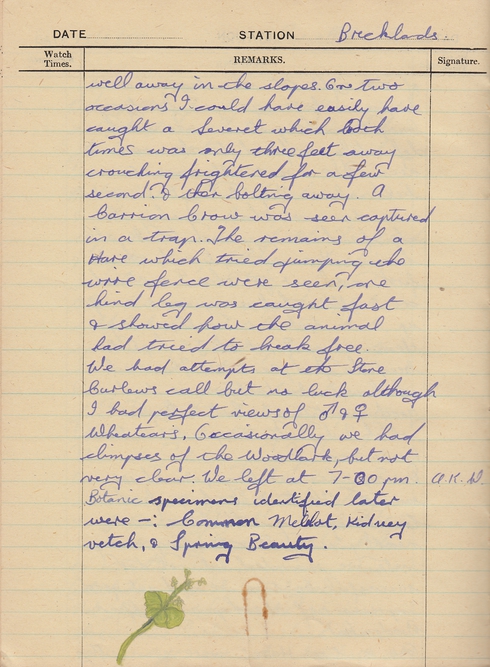 DATE STATION Brecklands.
Watch Times. REMARKS. Signature.
well away in the slopes. On two
occasions I could have easily have
caught a leveret which both
times was only three feet away
crouching frightened for a few
seconds & then bolting away. A
Carrion Crow was seen captured
in a trap. The remains of a
Hare which tried jumping the
wire fence were seen, one
hind leg was caught fast
& showed how the animal
had tried to break free.
We had attempts at the Stone
Curlews call but no luck although
I had perfect views of ♂ & ♀
Wheatears. Occasionally we had
glimpses of the Woodlark, but not
very clear. We left at 7-00 pm.
Botanic specimens identified later
were -: Common Melilot, Kidney
vetch, & Spring Beauty.